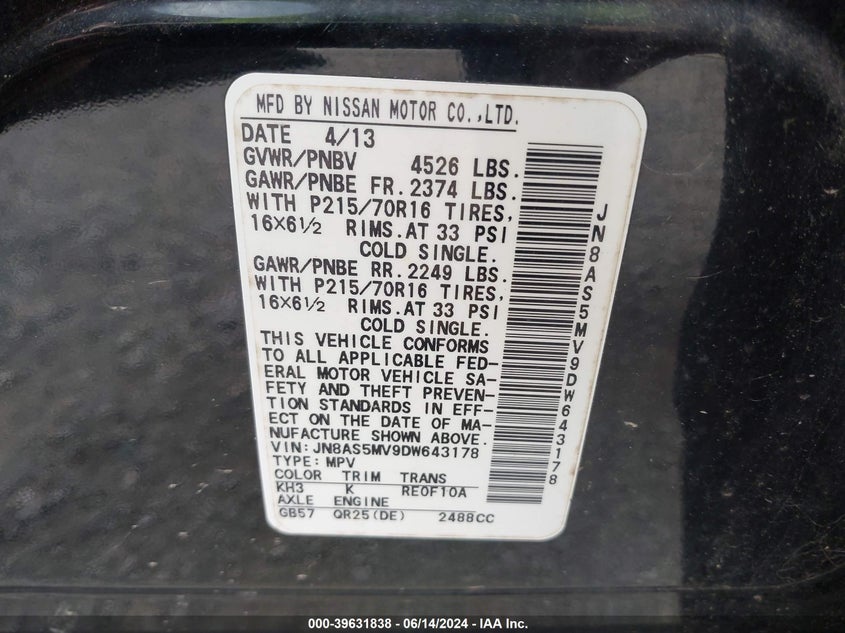 MFD BY NISSAN MOTOR CO.,LTD.
DATE 4/13
GVWR/PNBV 4526 LBS.
GAWR/PNBE FR. 2374 LBS.
WITH P215/70R16 TIRES,
16×6½ RIMS.AT 33 PSI
COLD SINGLE.
GAWR/PNBE RR. 2249 LBS.
WITH P215/70R16 TIRES,
16×6½ RIMS.AT 33 PSI
COLD SINGLE.
THIS VEHICLE CONFORMS
TO ALL APPLICABLE FED-
ERAL MOTOR VEHICLE SA-
FETY AND THEFT PREVEN-
TION STANDARDS IN EFF-
ECT ON THE DATE OF MA-
NUFACTURE SHOWN ABOVE.
VIN:JN8AS5MV9DW643178
TYPE:MPV
COLOR TRIM TRANS
KH3 K RE0F10A
AXLE ENGINE
GB57 QR25(DE) 2488CC
JN8AS5MV9DW643178
000-39631838 - 06/14/2024 - IAA Inc.